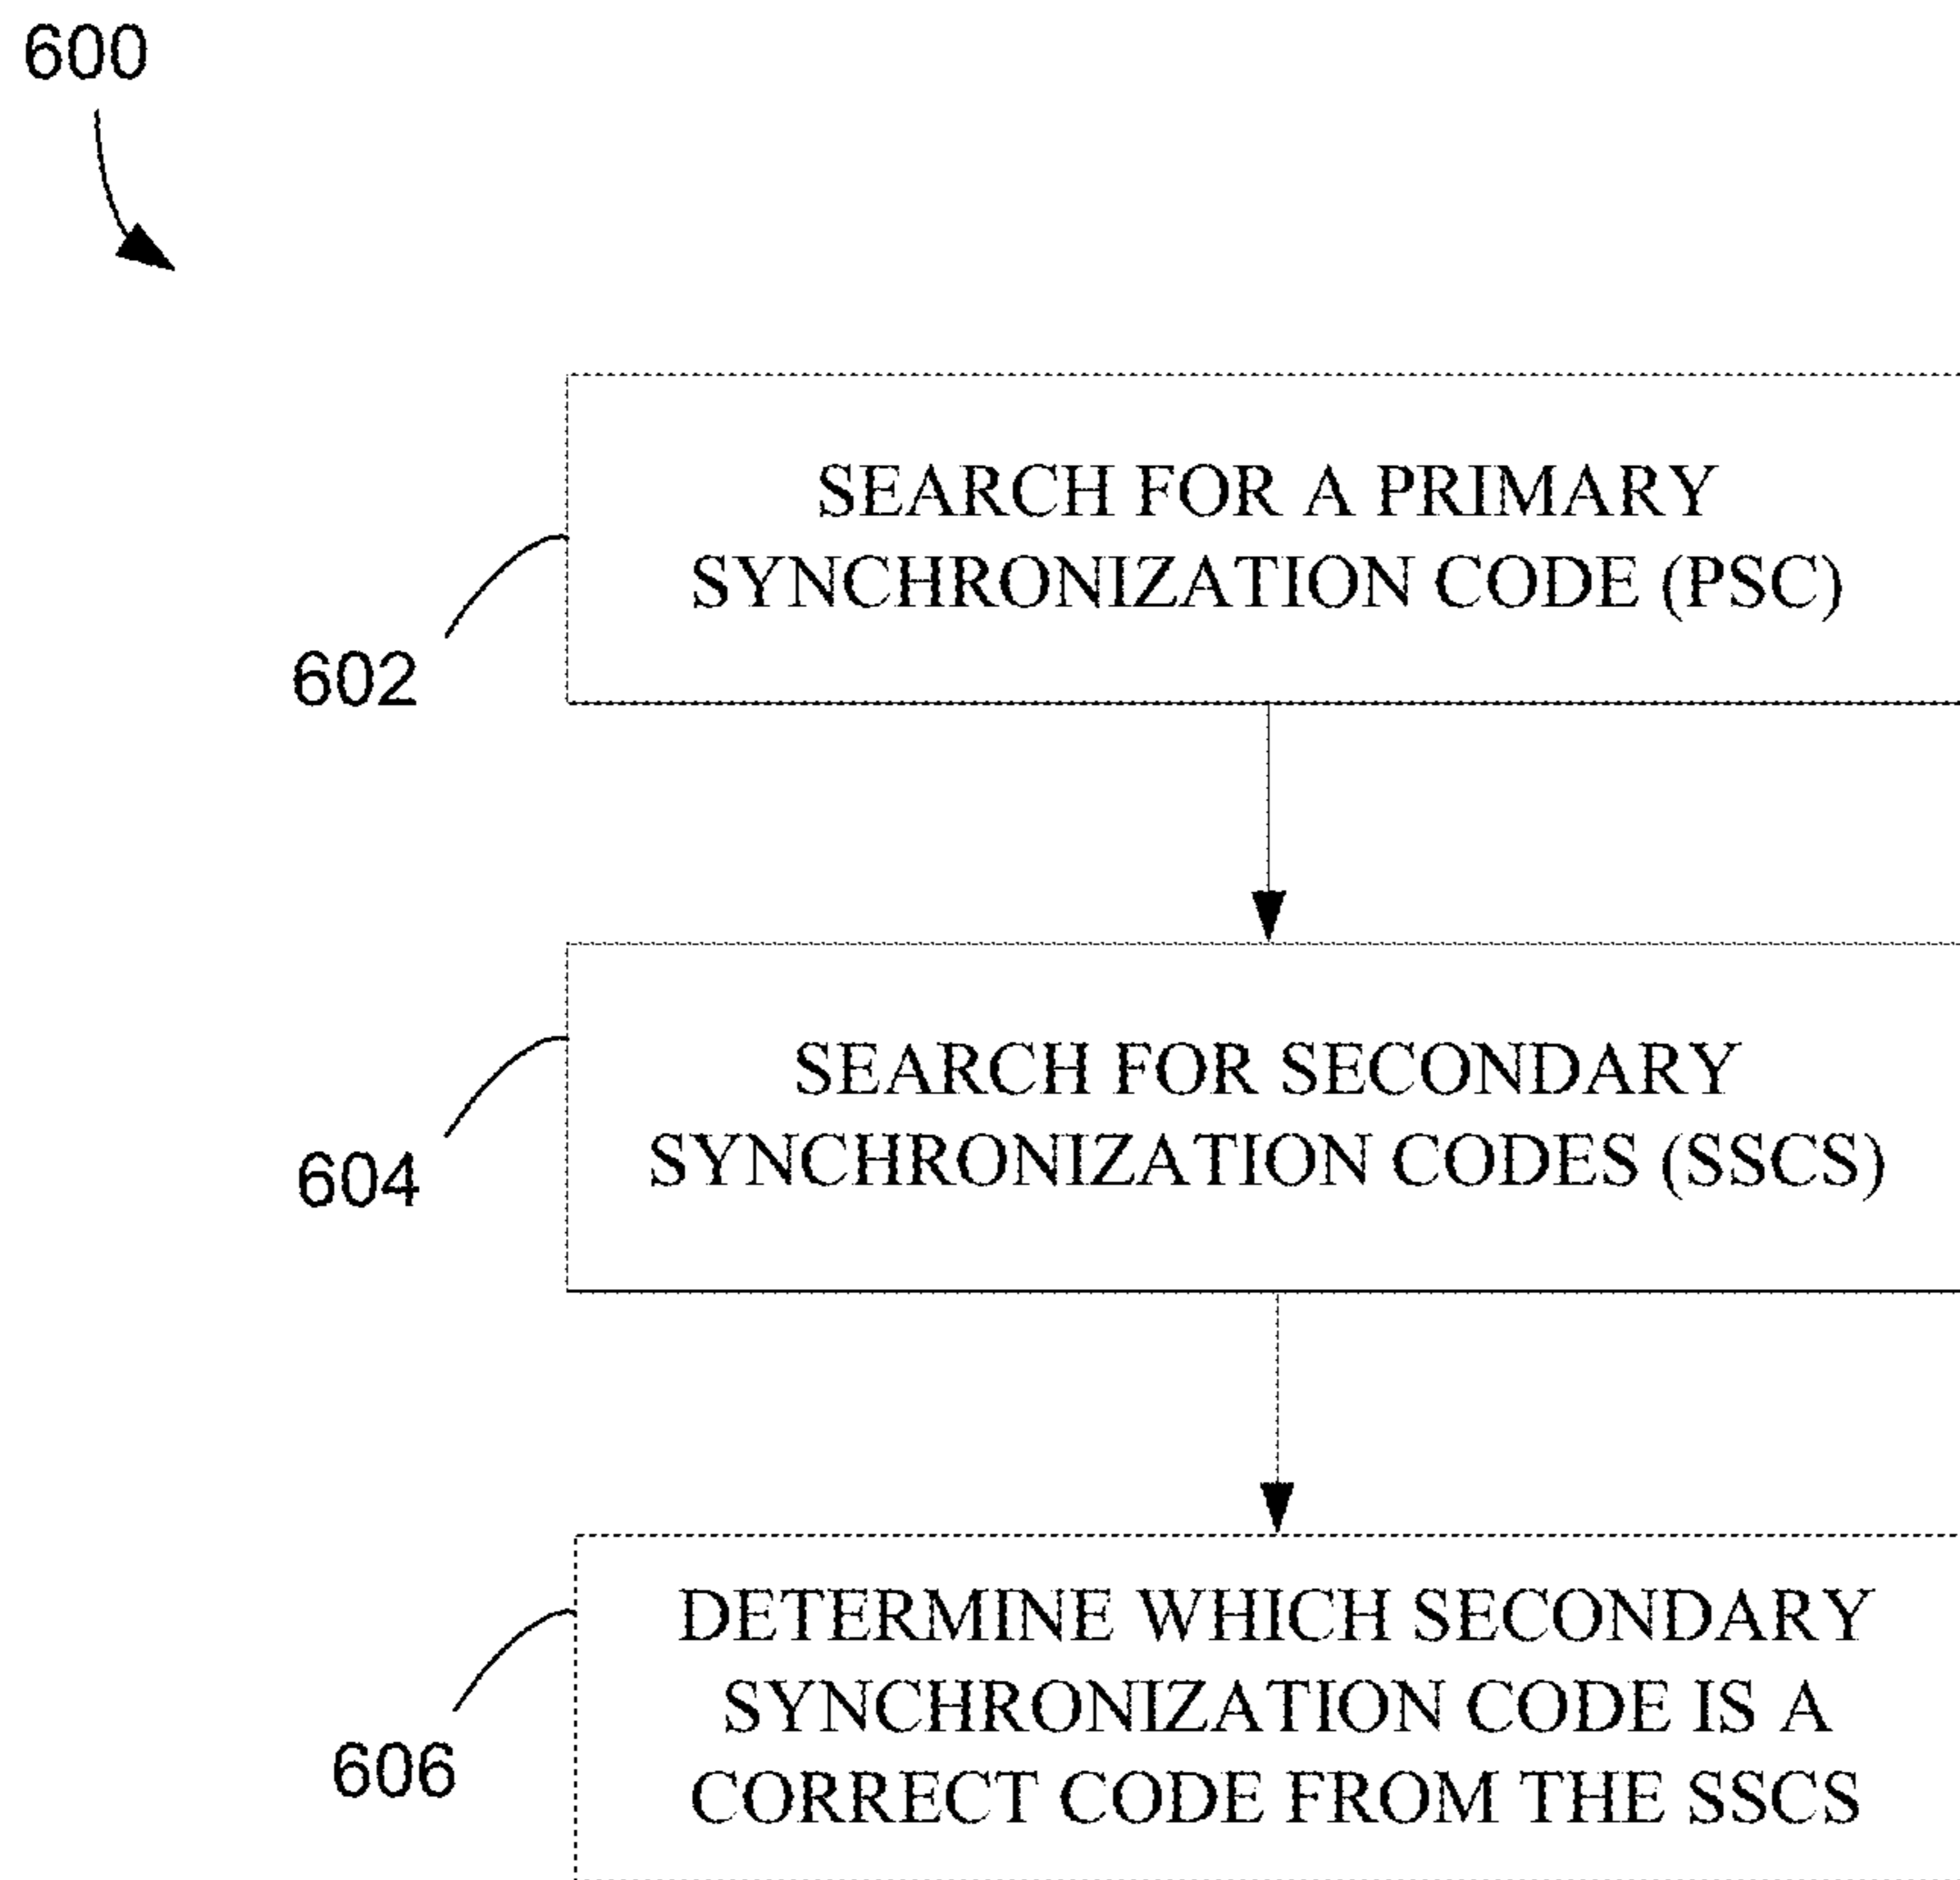 600
SEARCH FOR A PRIMARY
SYNCHRONIZATION CODE (PSC)
602
SEARCH FOR SECONDARY
SYNCHRONIZATION CODES (SSCS)
604
DETERMINE WHICH SECONDARY
SYNCHRONIZATION CODE IS A
CORRECT CODE FROM THE SSCS
606